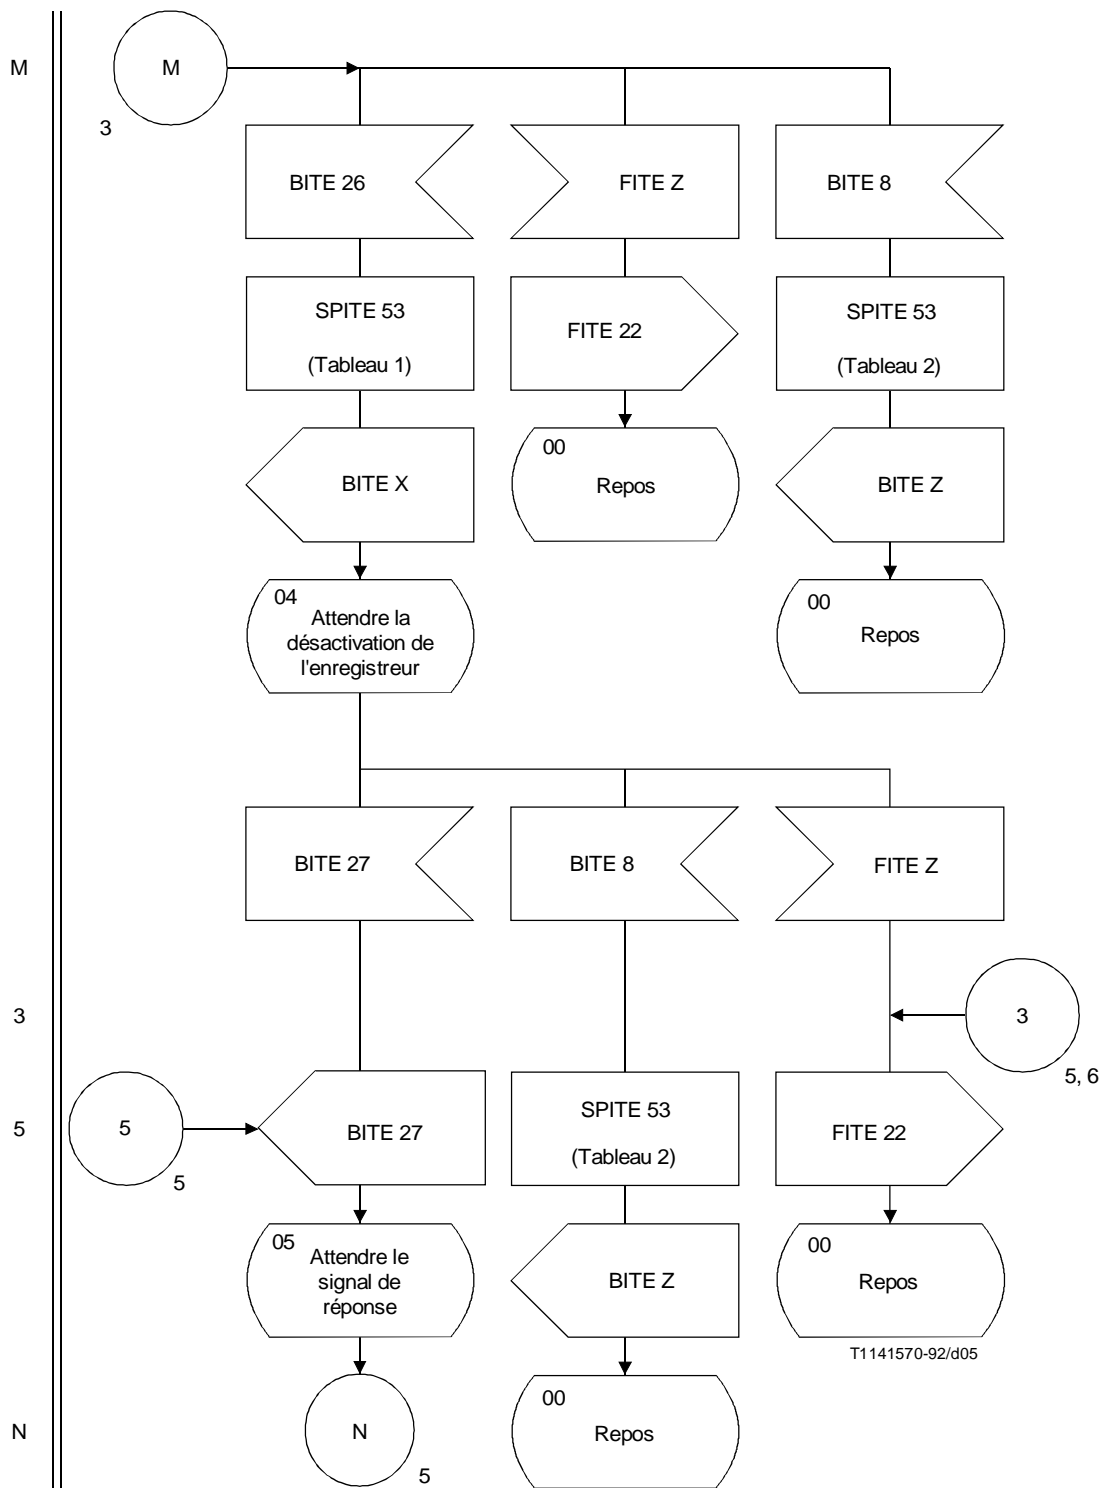 M
M
3
BITE 26
FITE Z
BITE 8
SPITE 53
(Tableau 1)
FITE 22
SPITE 53
(Tableau 2)
BITE X
00
Repos
BITE Z
04
Attendre la
désactivation de
l'enregistreur
00
Repos
BITE 27
BITE 8
FITE Z
3
3
5, 6
5
5
5
BITE 27
SPITE 53
(Tableau 2)
FITE 22
05
Attendre le
signal de
réponse
BITE Z
00
Repos
T1141570-92/d05
N
N
5
00
Repos